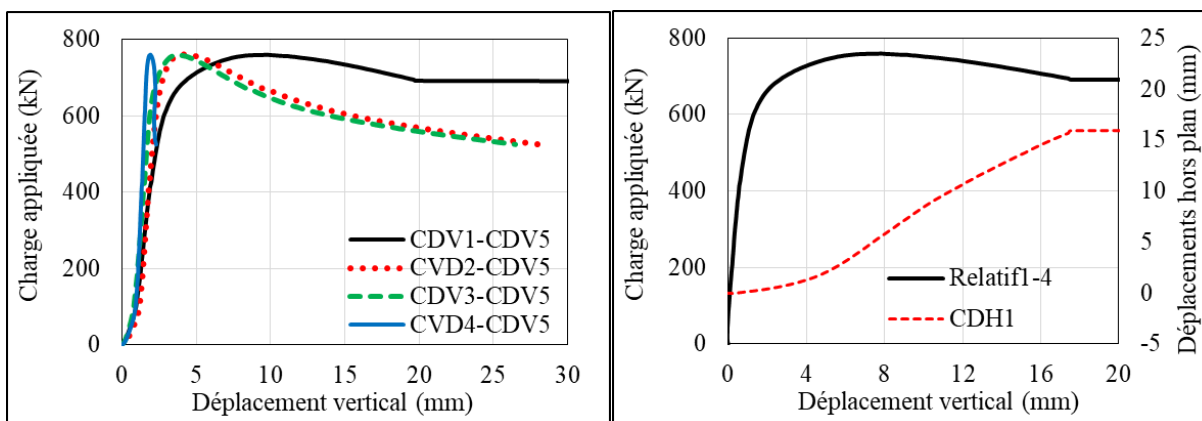 Charge appliquée (kN)
800
600
400
200
0
CDV1-CDV5
CVD2-CDV5
CDV3-CDV5
CVD4-CDV5
0 5 10 15 20 25 30
Déplacement vertical (mm)
Charge appliquée (kN)
800
600
400
200
0
Relatif1-4
CDH1
25
20
15
10
5
0
-5
Déplacements hors plan (mm)
0 4 8 12 16 20
Déplacement vertical (mm)